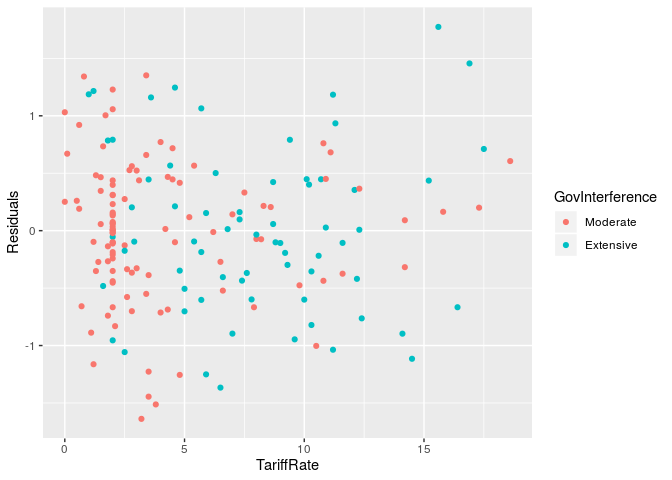 1
0
-1
0
5
10
15
Residuals
TariffRate
GovInterference
Moderate
Extensive